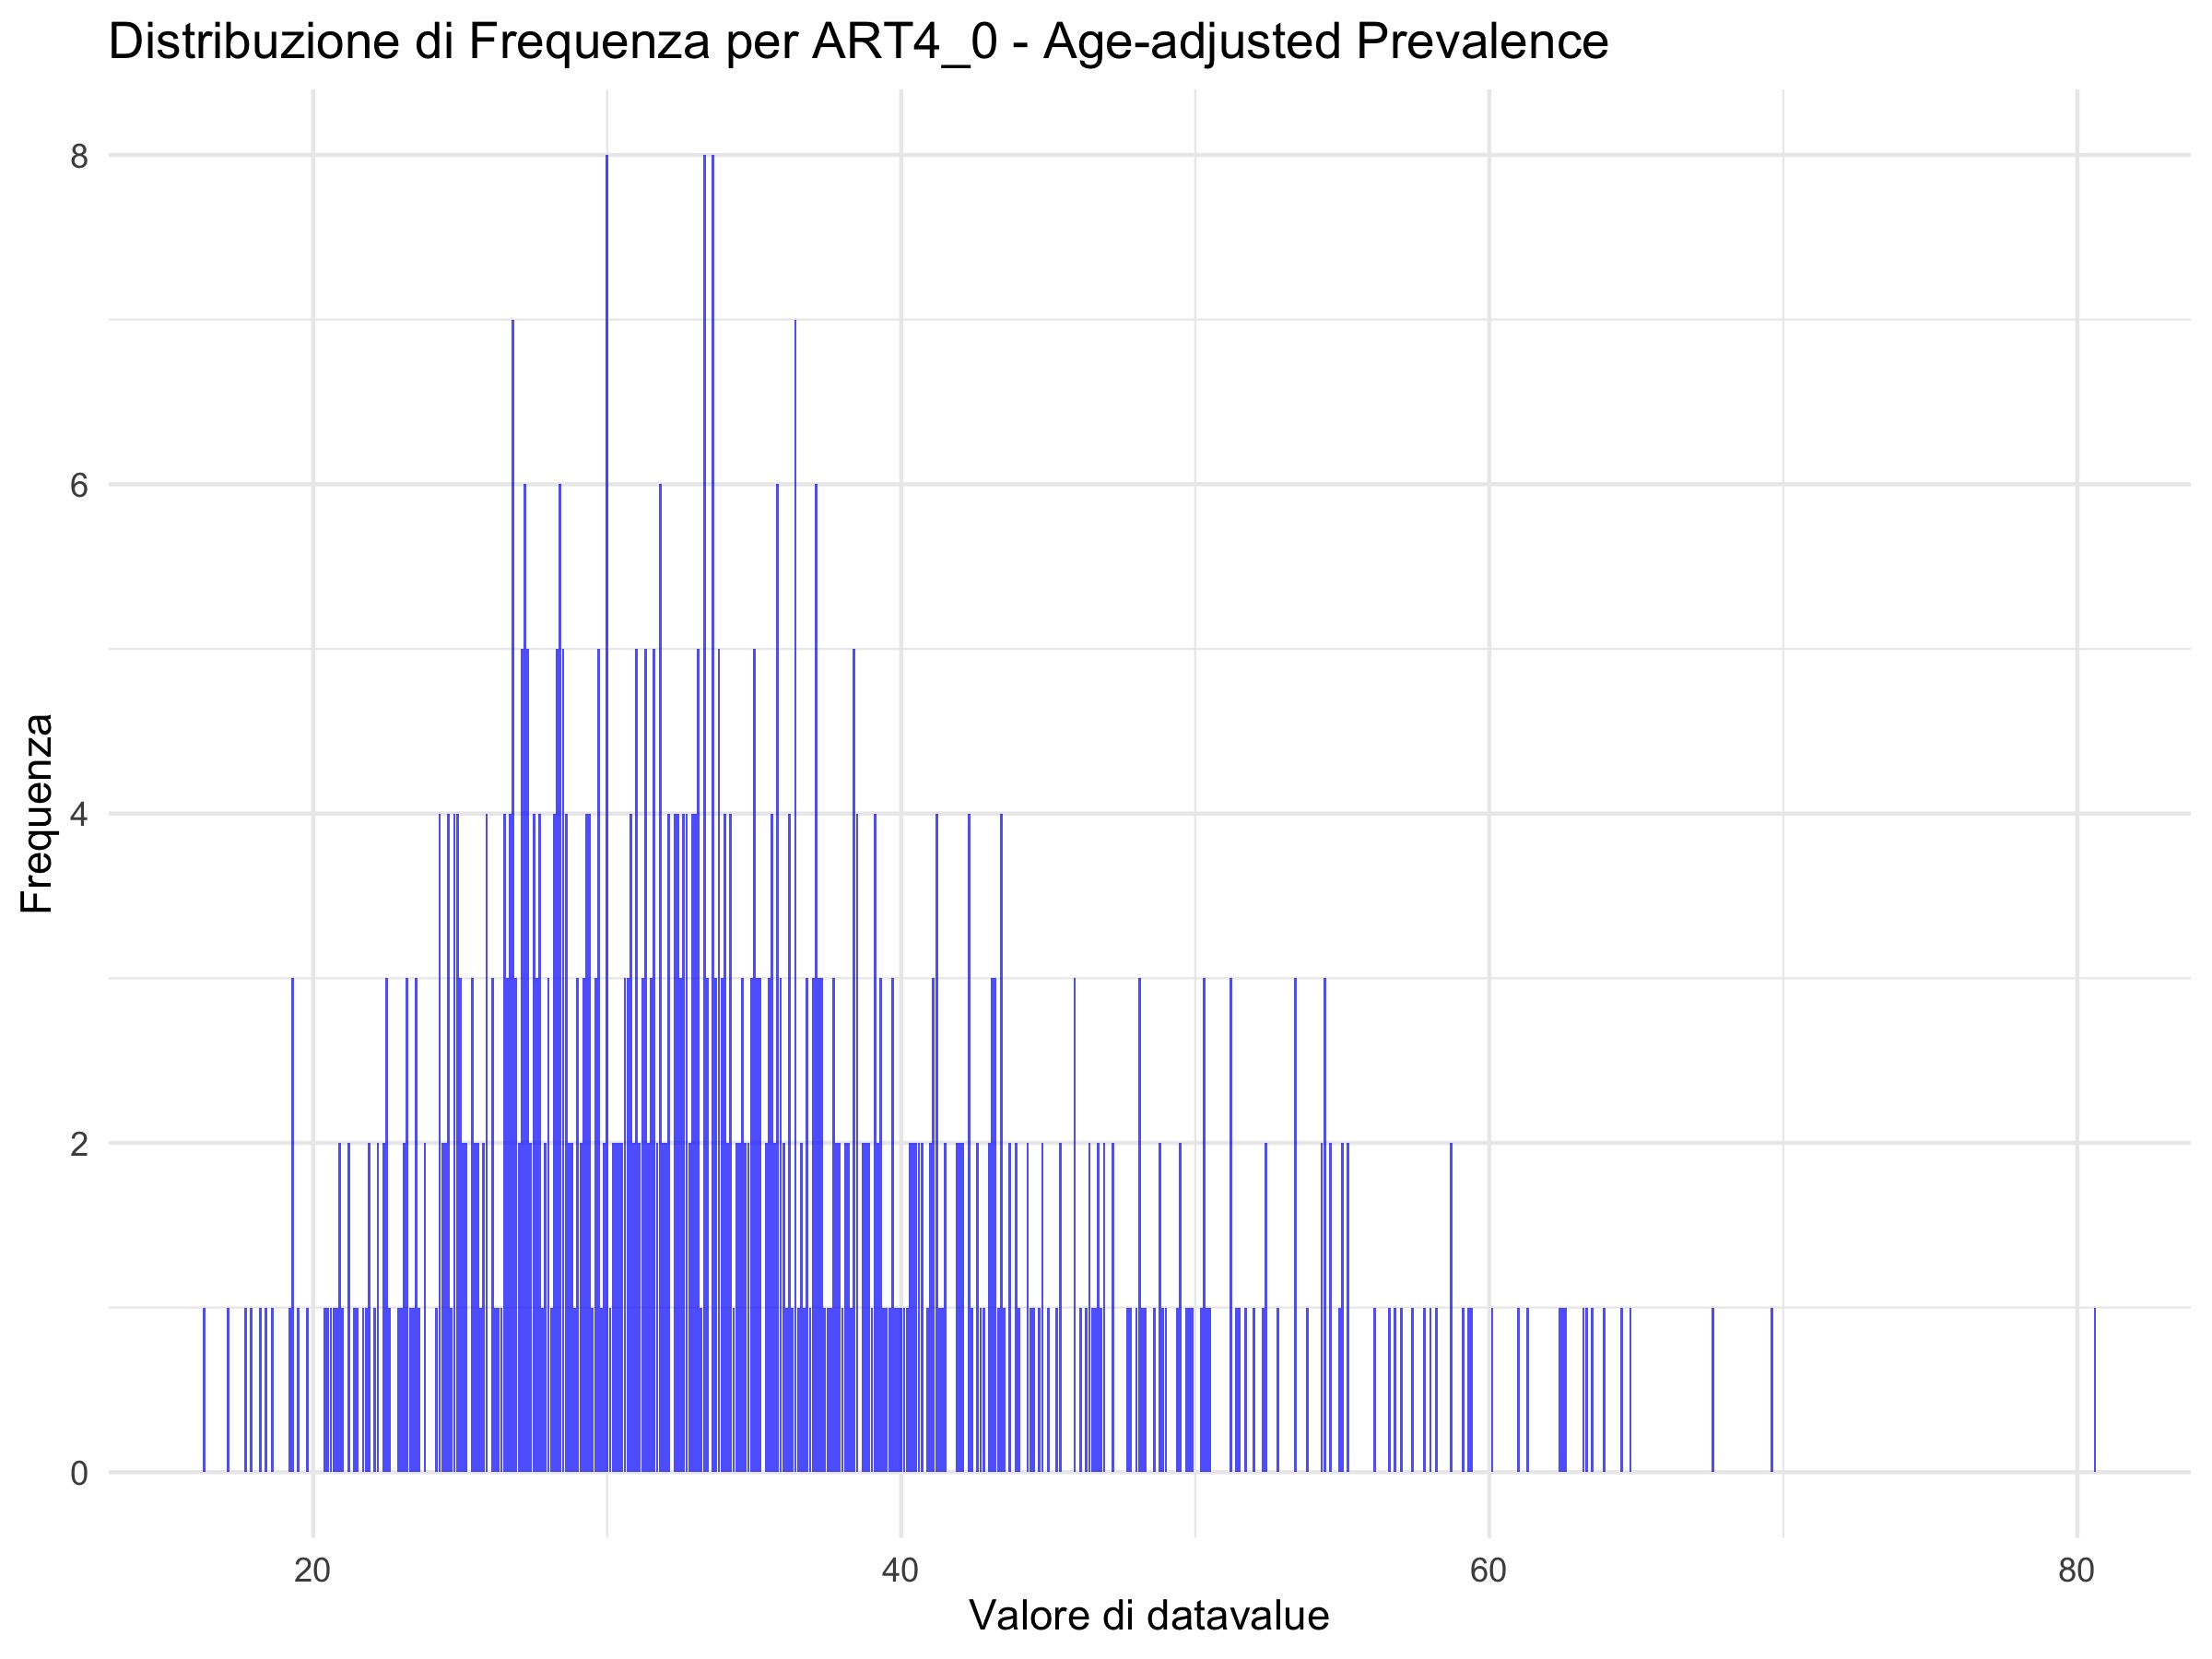 Distribuzione di Frequenza per ART4_0 - Age-adjusted Prevalence
8
6
4
2
0
Frequenza
20 40 60 80
Valore di datavalue